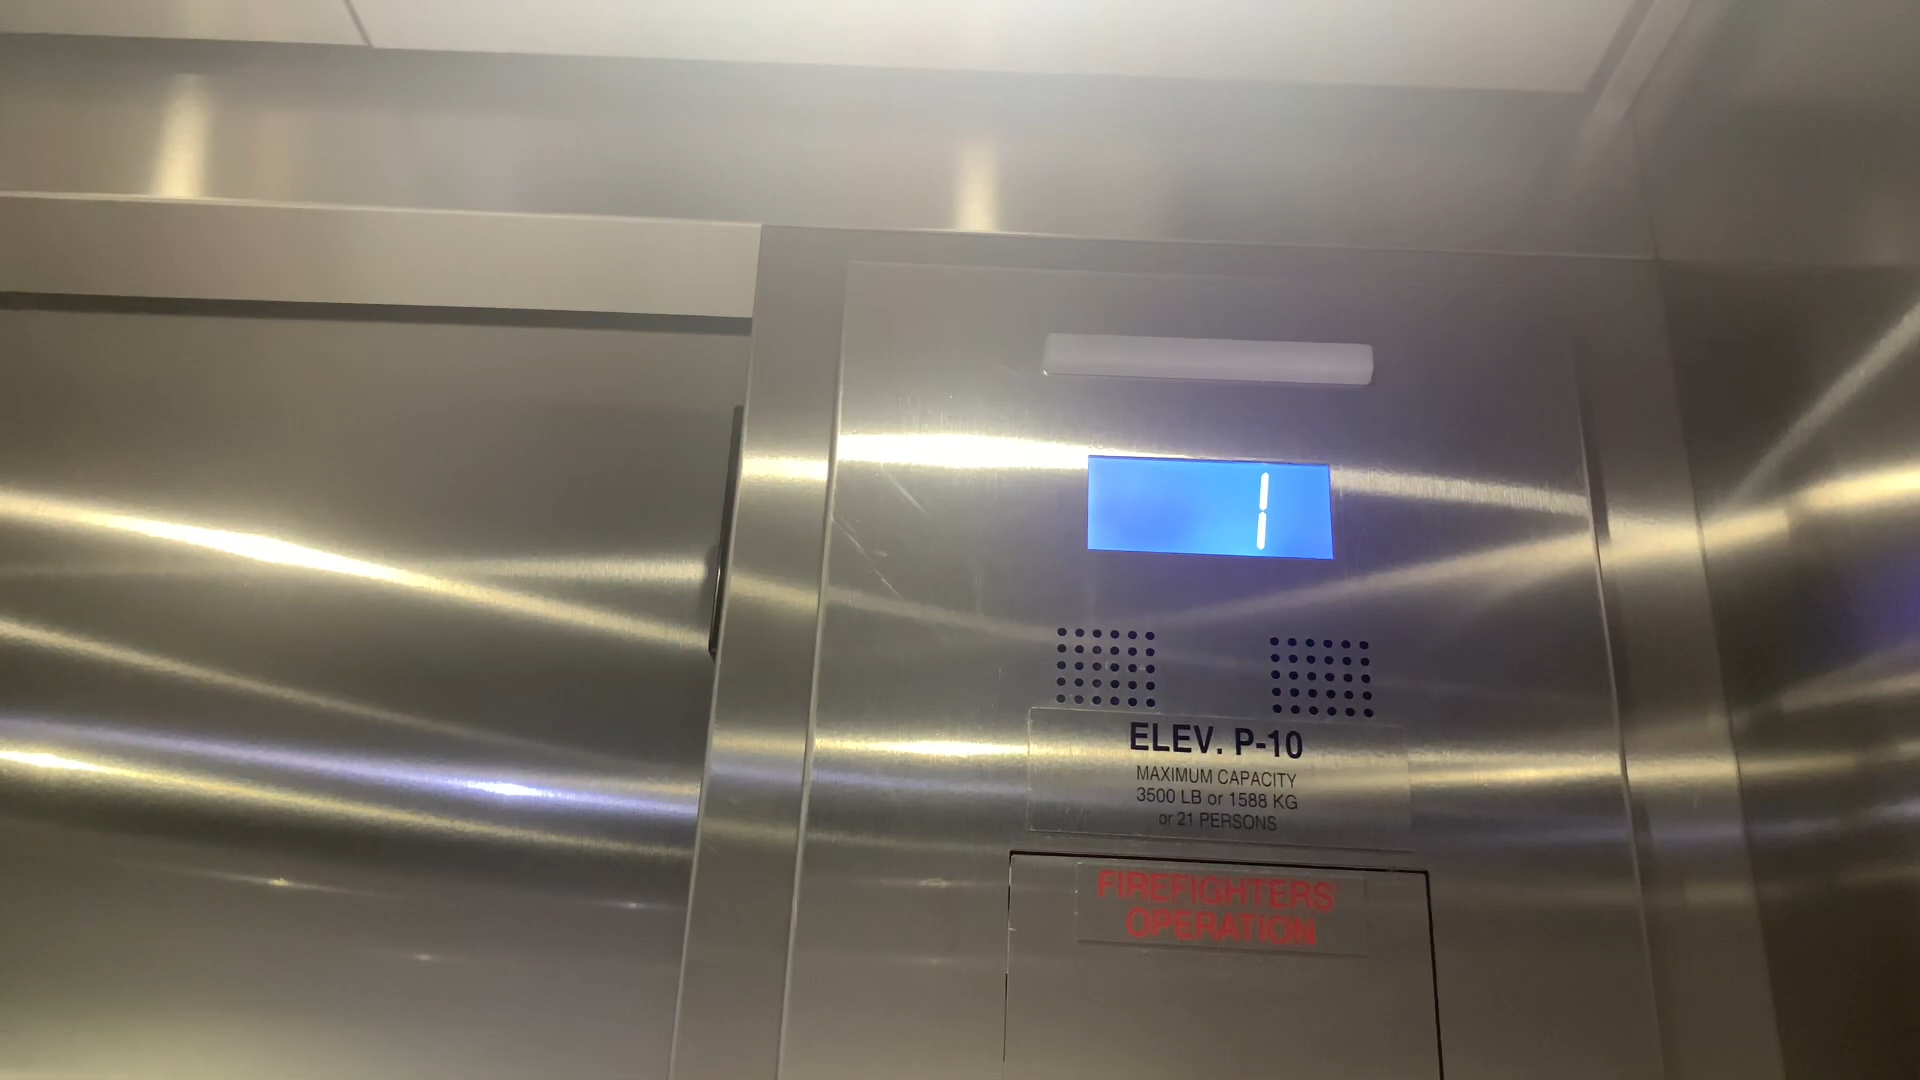 1
ELEV. P-10
MAXIMUM CAPACITY
3500 LB or 1588 KG
or 21 PERSONS
FIREFIGHTERS'
OPERATION